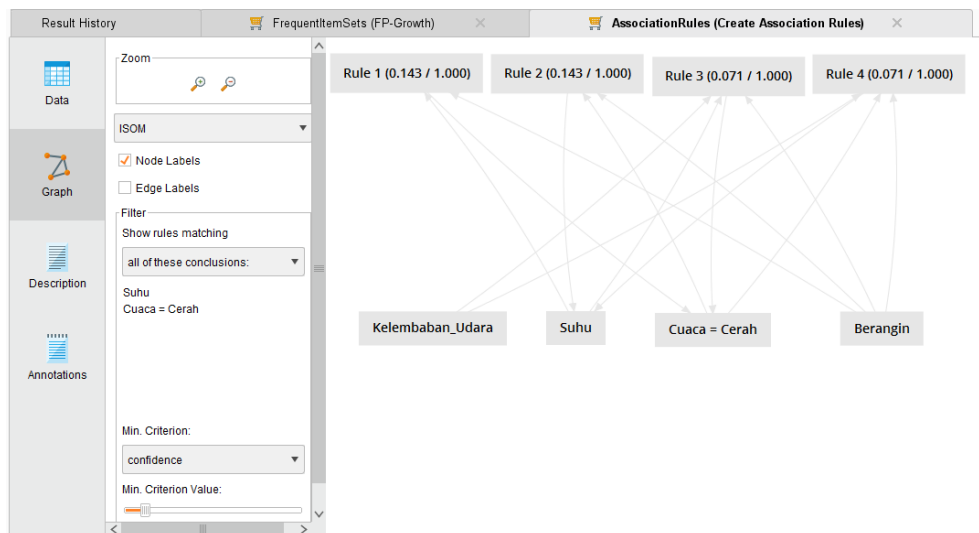 Result History
FrequentItemSets (FP-Growth)
AssociationRules (Create Association Rules)
Data
Graph
Description
Annotations
Zoom
ISOM
Node Labels
Edge Labels
Filter
Show rules matching
all of these conclusions:
Suhu
Cuaca = Cerah
Min. Criterion:
confidence
Min. Criterion Value:
Rule 1 (0.143 / 1.000)
Rule 2 (0.143 / 1.000)
Rule 3 (0.071 / 1.000)
Rule 4 (0.071 / 1.000)
Kelembaban_Udara
Suhu
Cuaca = Cerah
Berangin